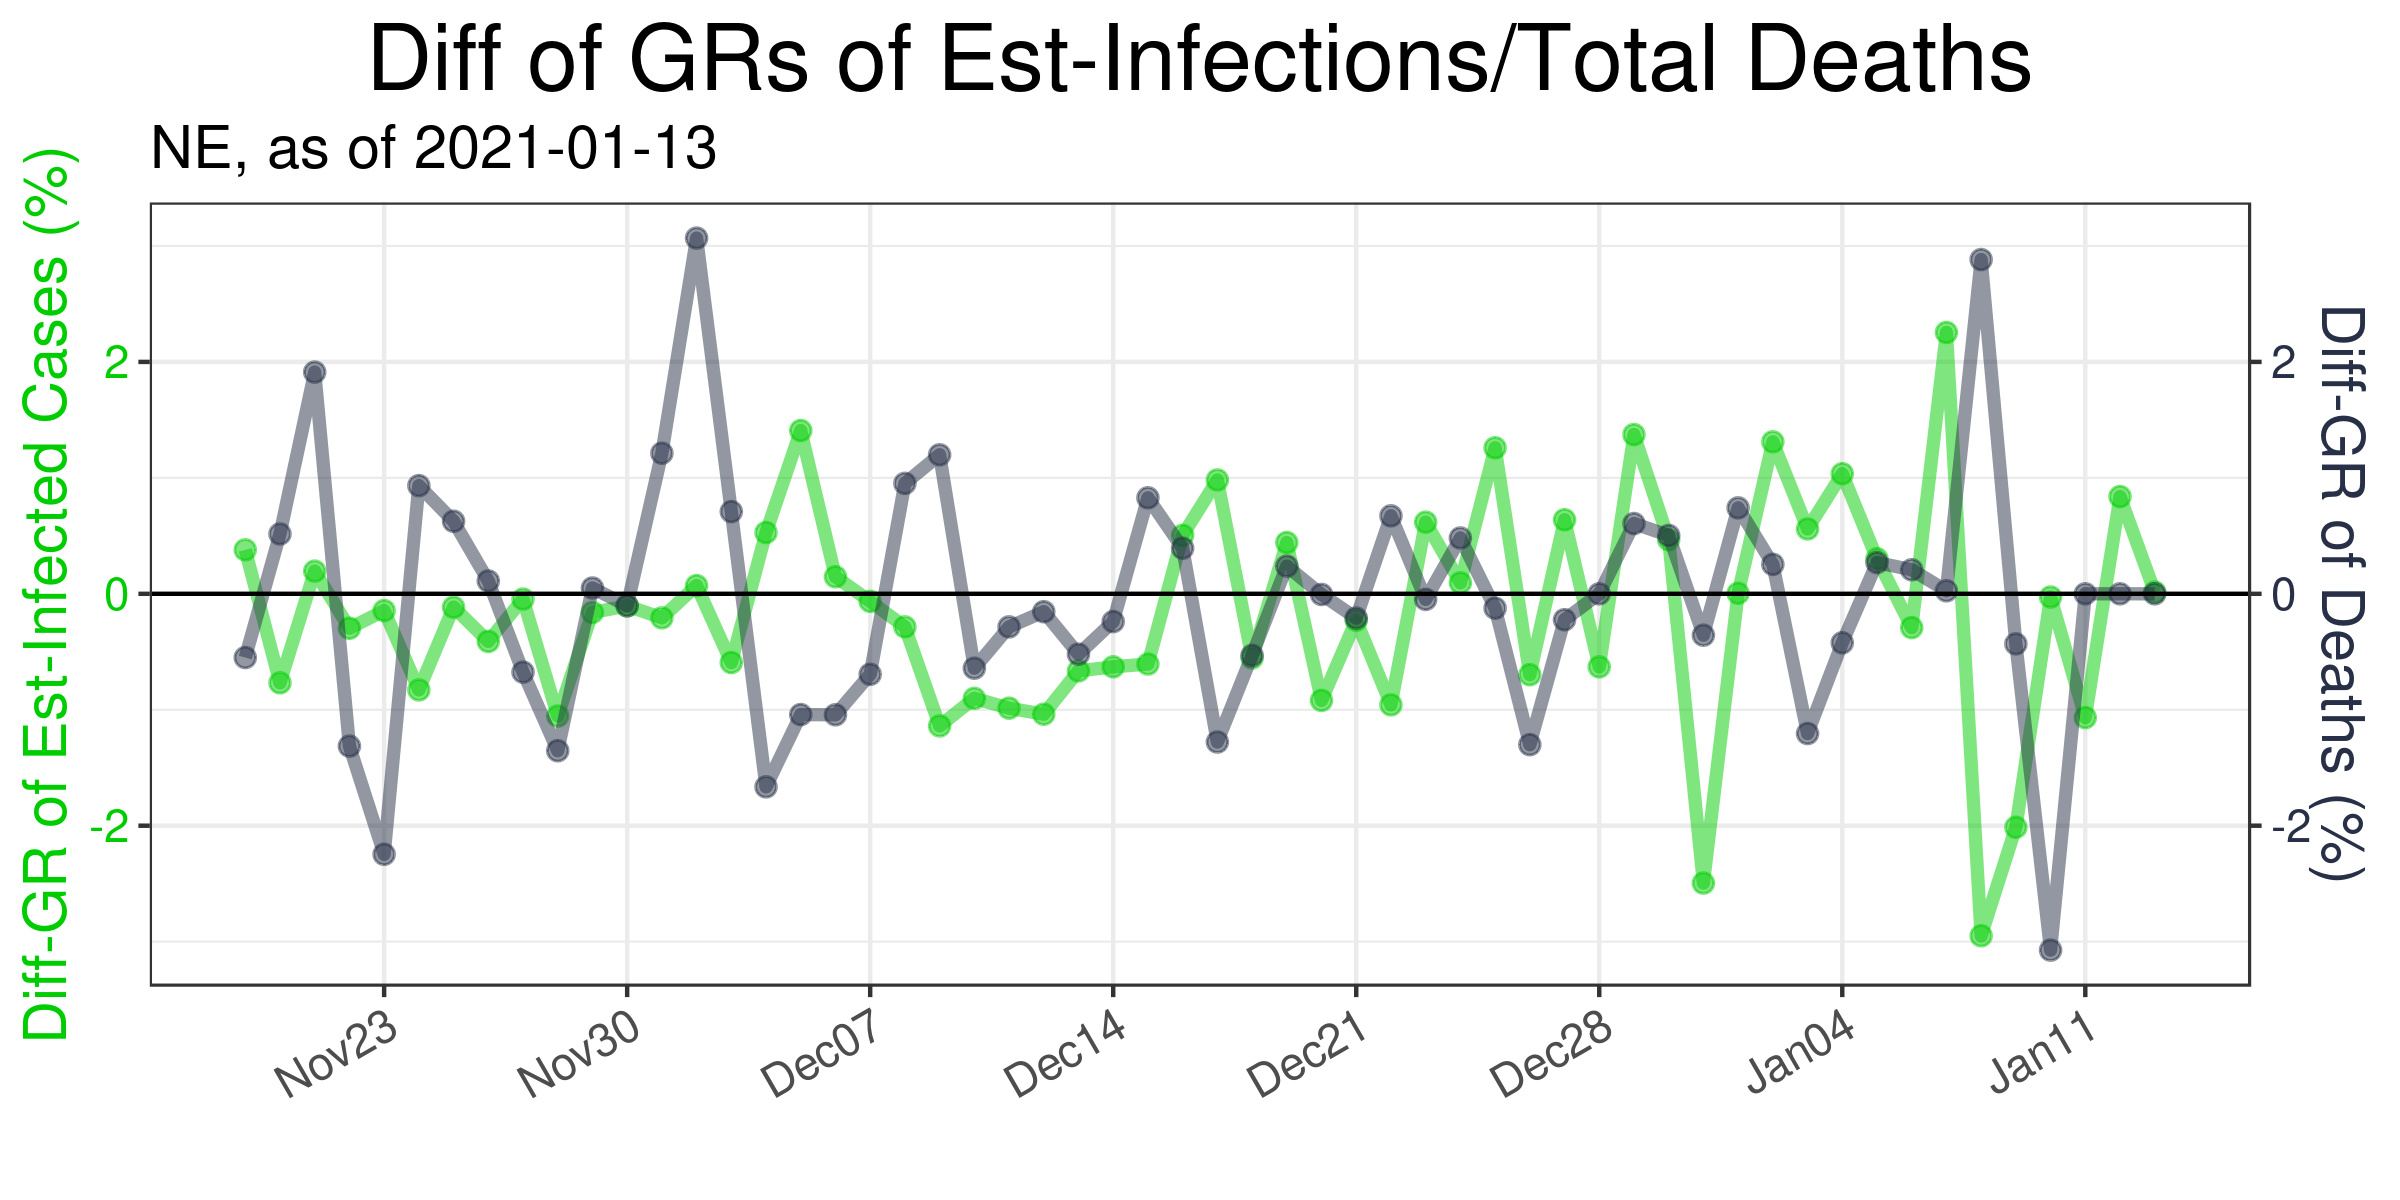 Diff of GRs of Est-Infections/Total Deaths
NE, as of 2021-01-13
Diff-GR of Est-Infected Cases (%)
2
0
-2
2
0
-2
Diff-GR of Deaths (%)
Nov23
Nov30
Dec07
Dec14
Dec21
Dec28
Jan04
Jan11